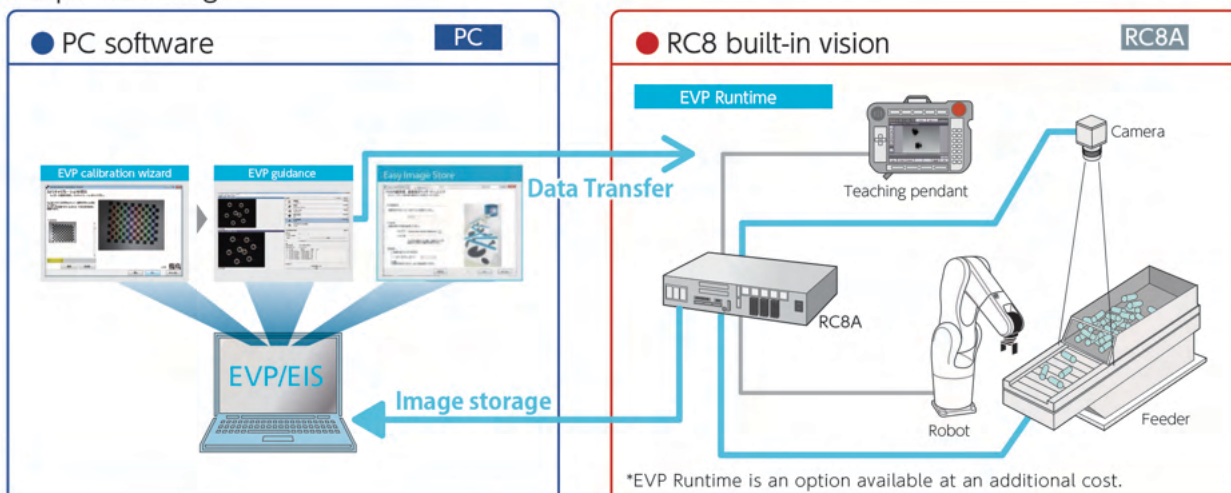 PC software
PC
EVP calibration wizard
EVP guidance
Easy Image Store
EVP/EIS
Data Transfer
Image storage
RC8 built-in vision
RC8A
EVP Runtime
Teaching pendant
Camera
RC8A
Robot
Feeder
*EVP Runtime is an option available at an additional cost.